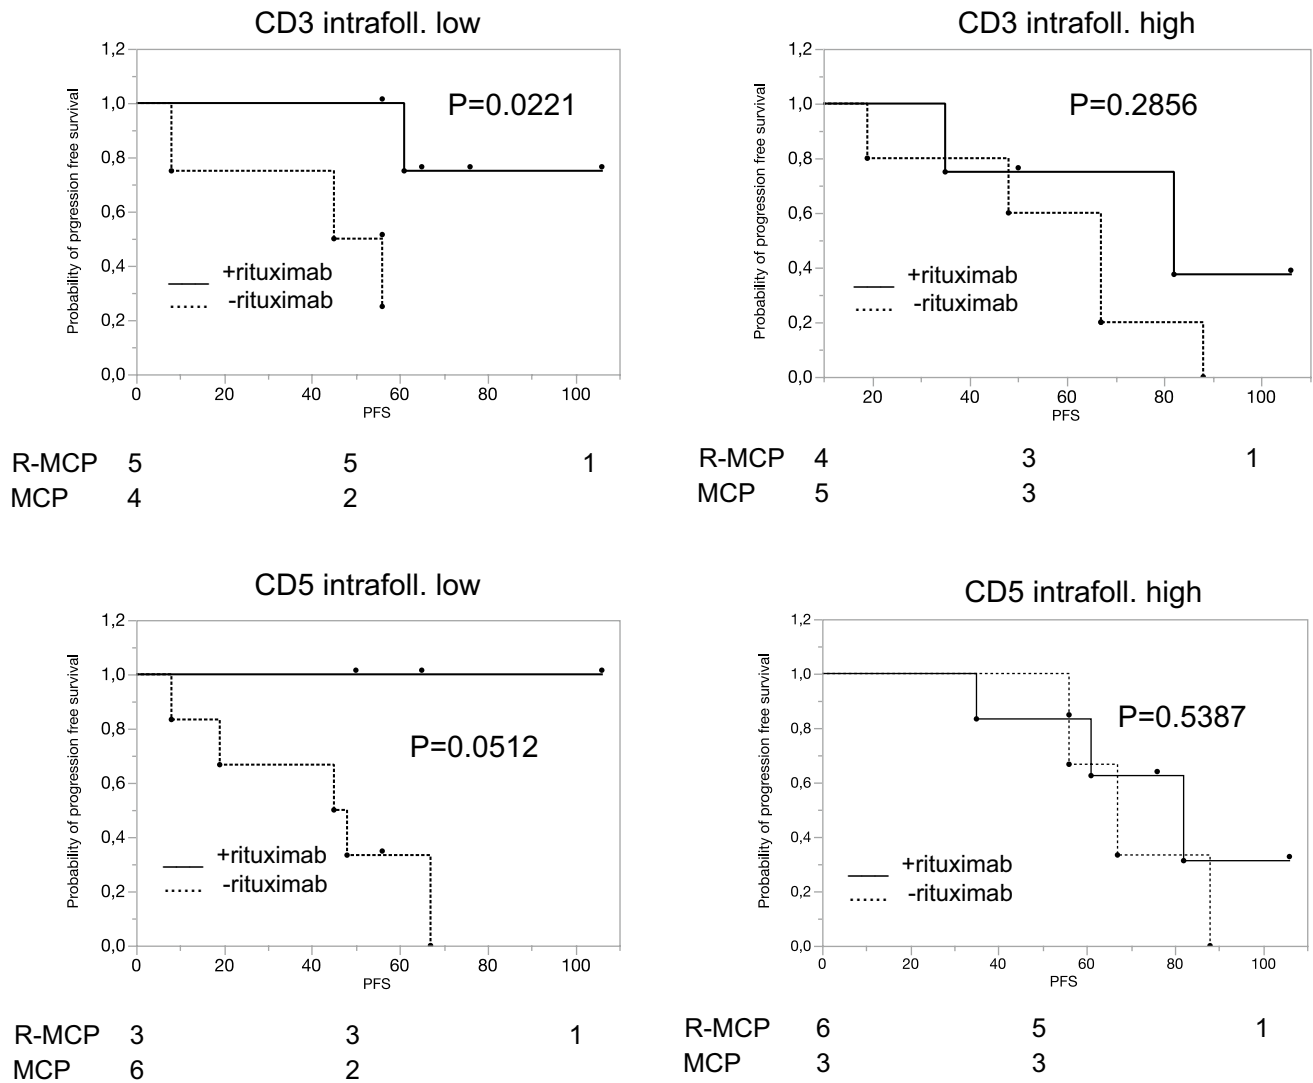 CD3 intrafoll. low
1,2
1,0
0,8
0,6
0,4
0,2
0,0
Probability of prgression free survival
P=0.0221
+rituximab
-rituximab
0 20 40 60 80 100
PFS
R-MCP 5 5 1
MCP 4 2
CD3 intrafoll. high
1,2
1,0
0,8
0,6
0,4
0,2
0,0
Probability of progression free survival
P=0.2856
+rituximab
-rituximab
20 40 60 80 100
PFS
R-MCP 4 3 1
MCP 5 3
CD5 intrafoll. low
1,2
1,0
0,8
0,6
0,4
0,2
0,0
Probability of progression free survival
P=0.0512
+rituximab
-rituximab
0 20 40 60 80 100
PFS
R-MCP 3 3 1
MCP 6 2
CD5 intrafoll. high
1,2
1,0
0,8
0,6
0,4
0,2
0,0
Probability of progression free survival
P=0.5387
+rituximab
-rituximab
0 20 40 60 80 100
PFS
R-MCP 6 5 1
MCP 3 3